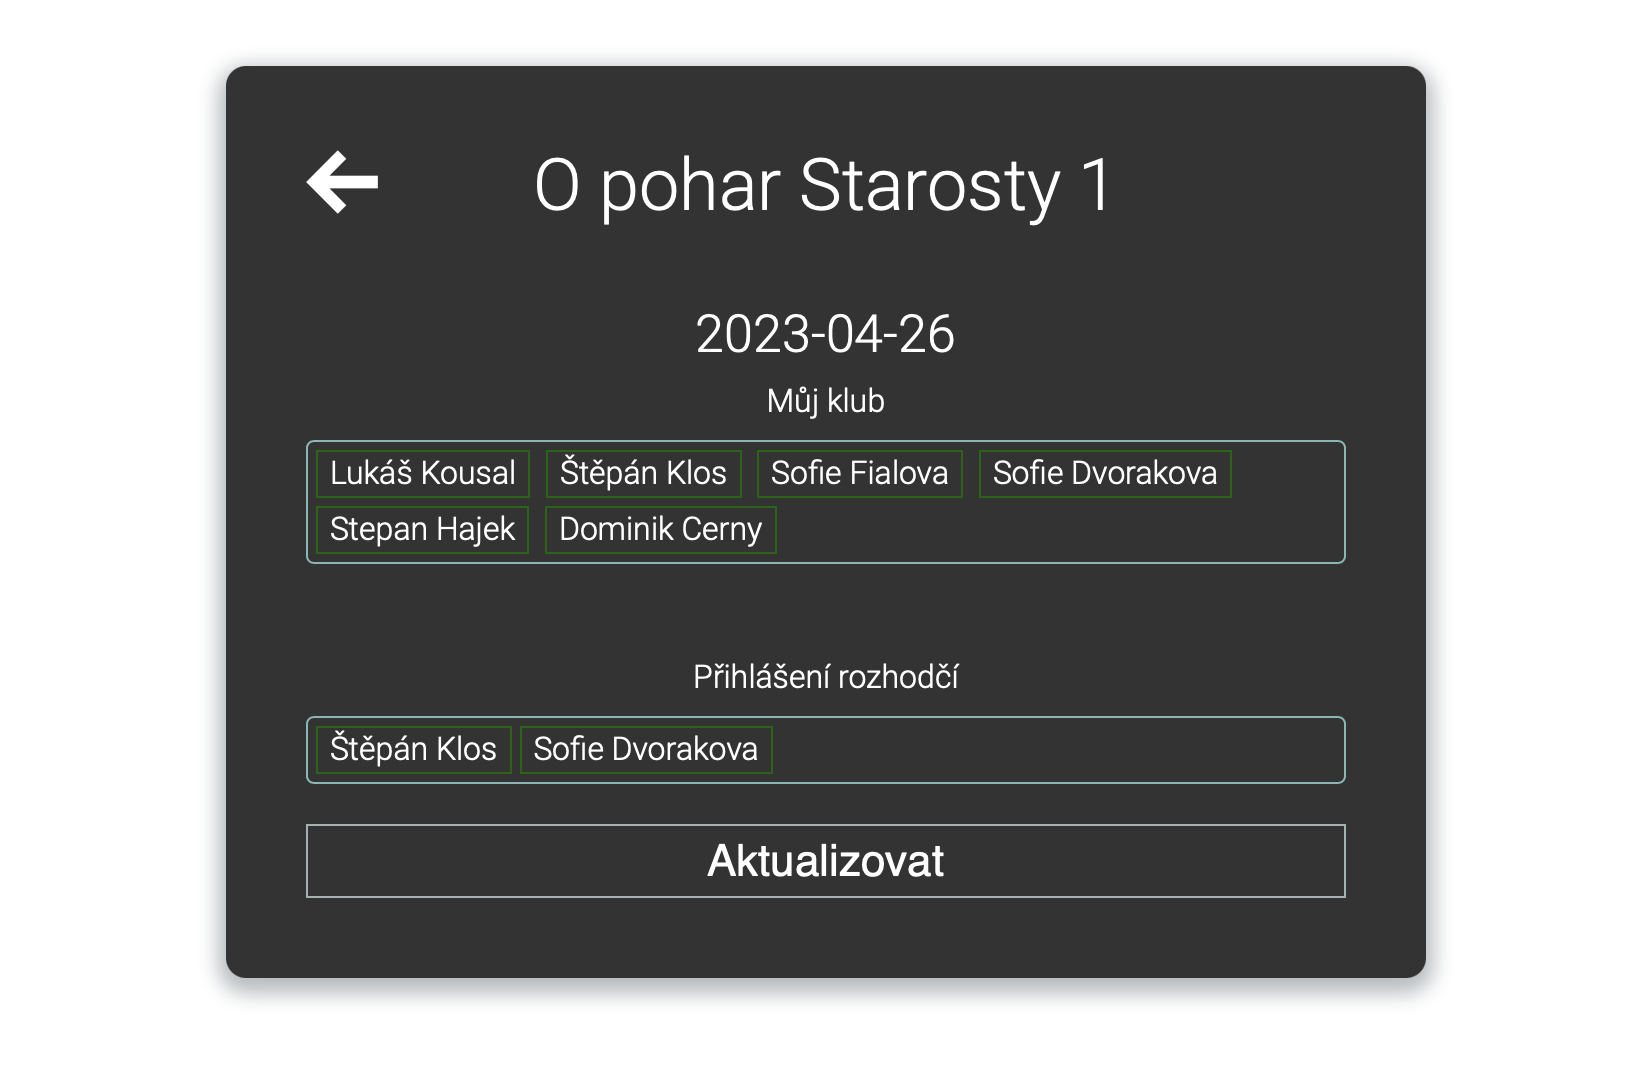 O pohar Starosty 1
2023-04-26
Můj klub
Lukáš Kousal Štěpán Klos Sofie Fialova Sofie Dvorakova
Stepan Hajek Dominik Cerny
Přihlášení rozhodčí
Štěpán Klos Sofie Dvorakova
Aktualizovat